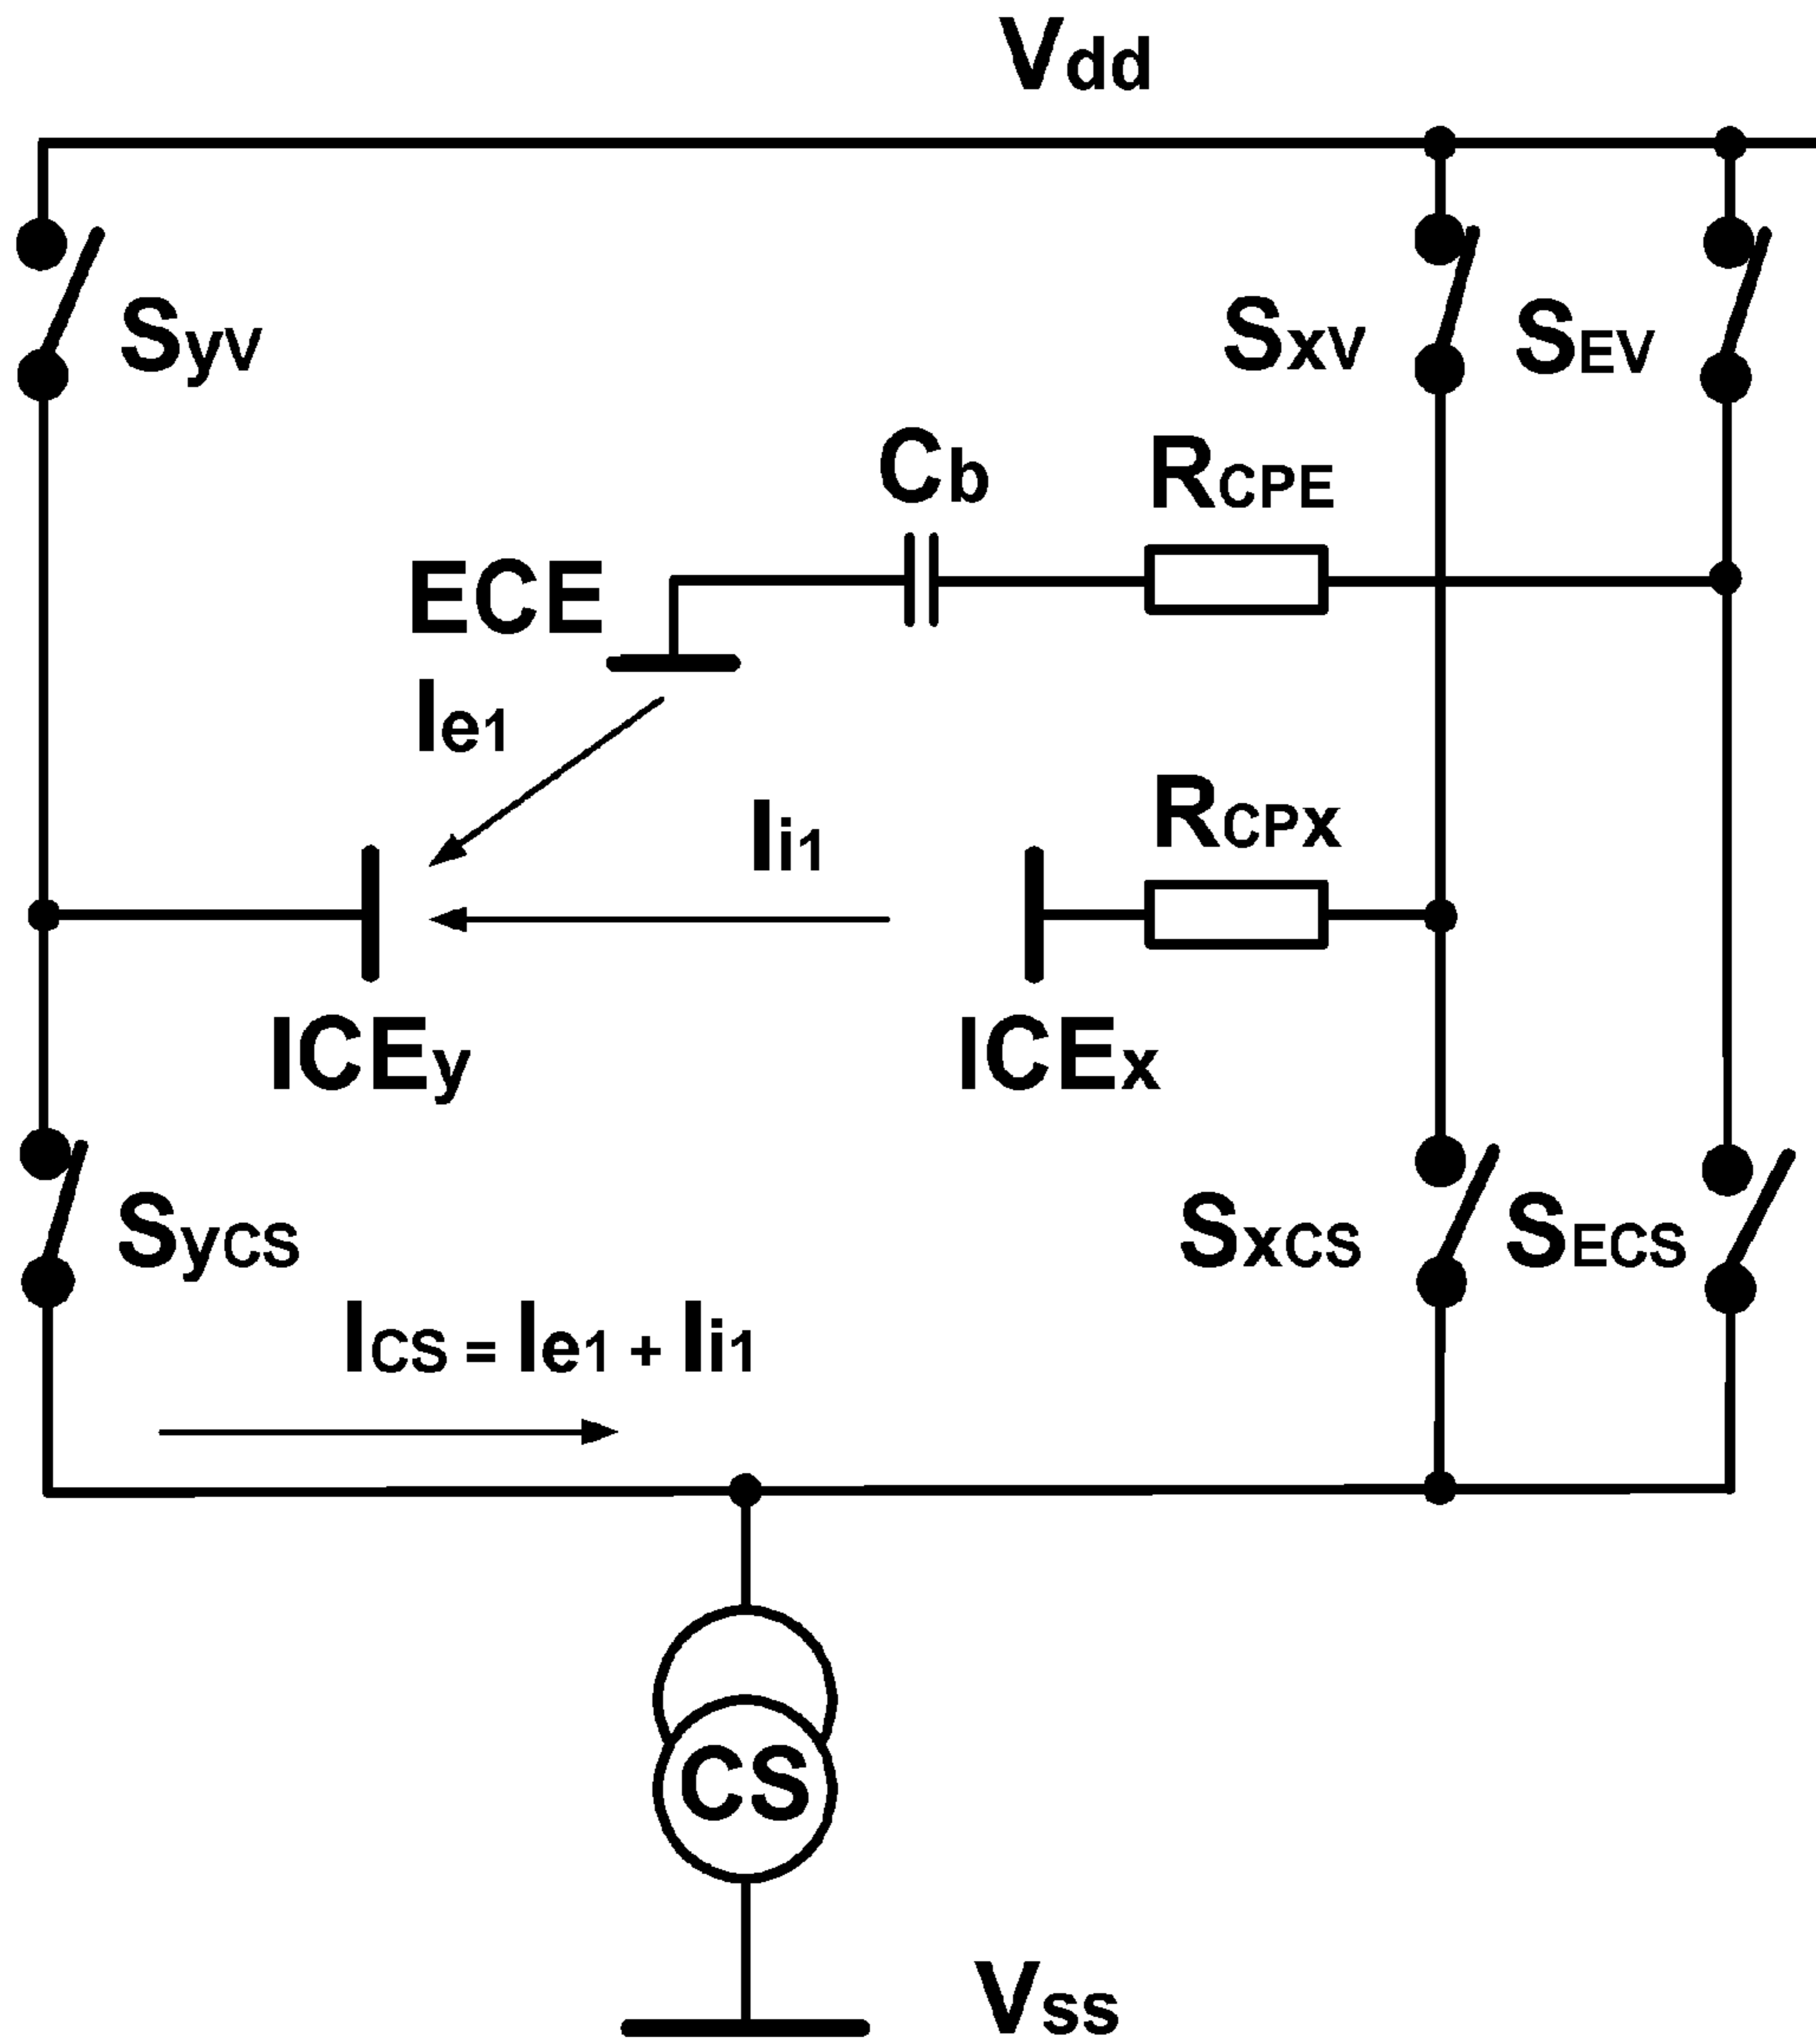 Vdd
Syv
Sxv
SEV
Cb
RCPE
ECE
Ie1
Ii1
RCPx
ICEy
ICEx
SyCS
SxCS
SECS
ICS = Ie1 + Ii1
CS
Vss